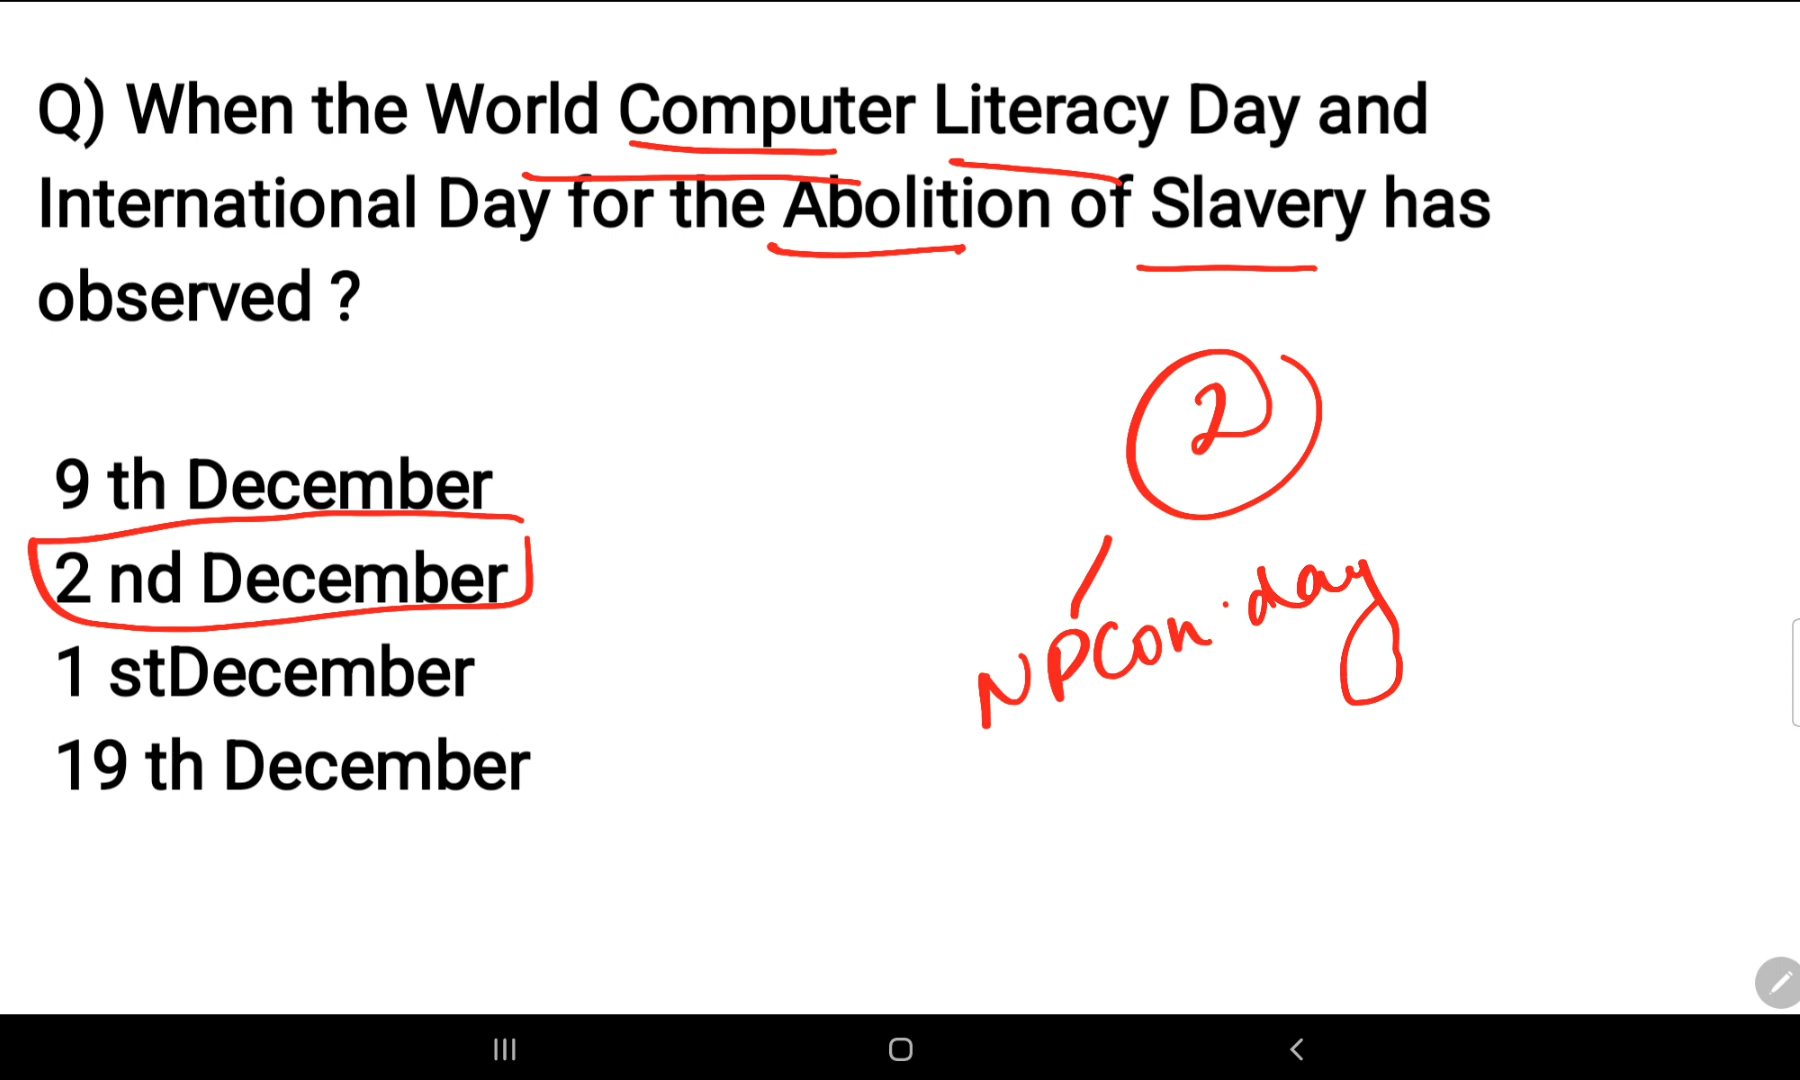 Q) When the World Computer Literacy Day and
International Day for the Abolition of Slavery has
observed ?
9 th December
2 nd December
1 stDecember
19 th December
2
NPCon. day